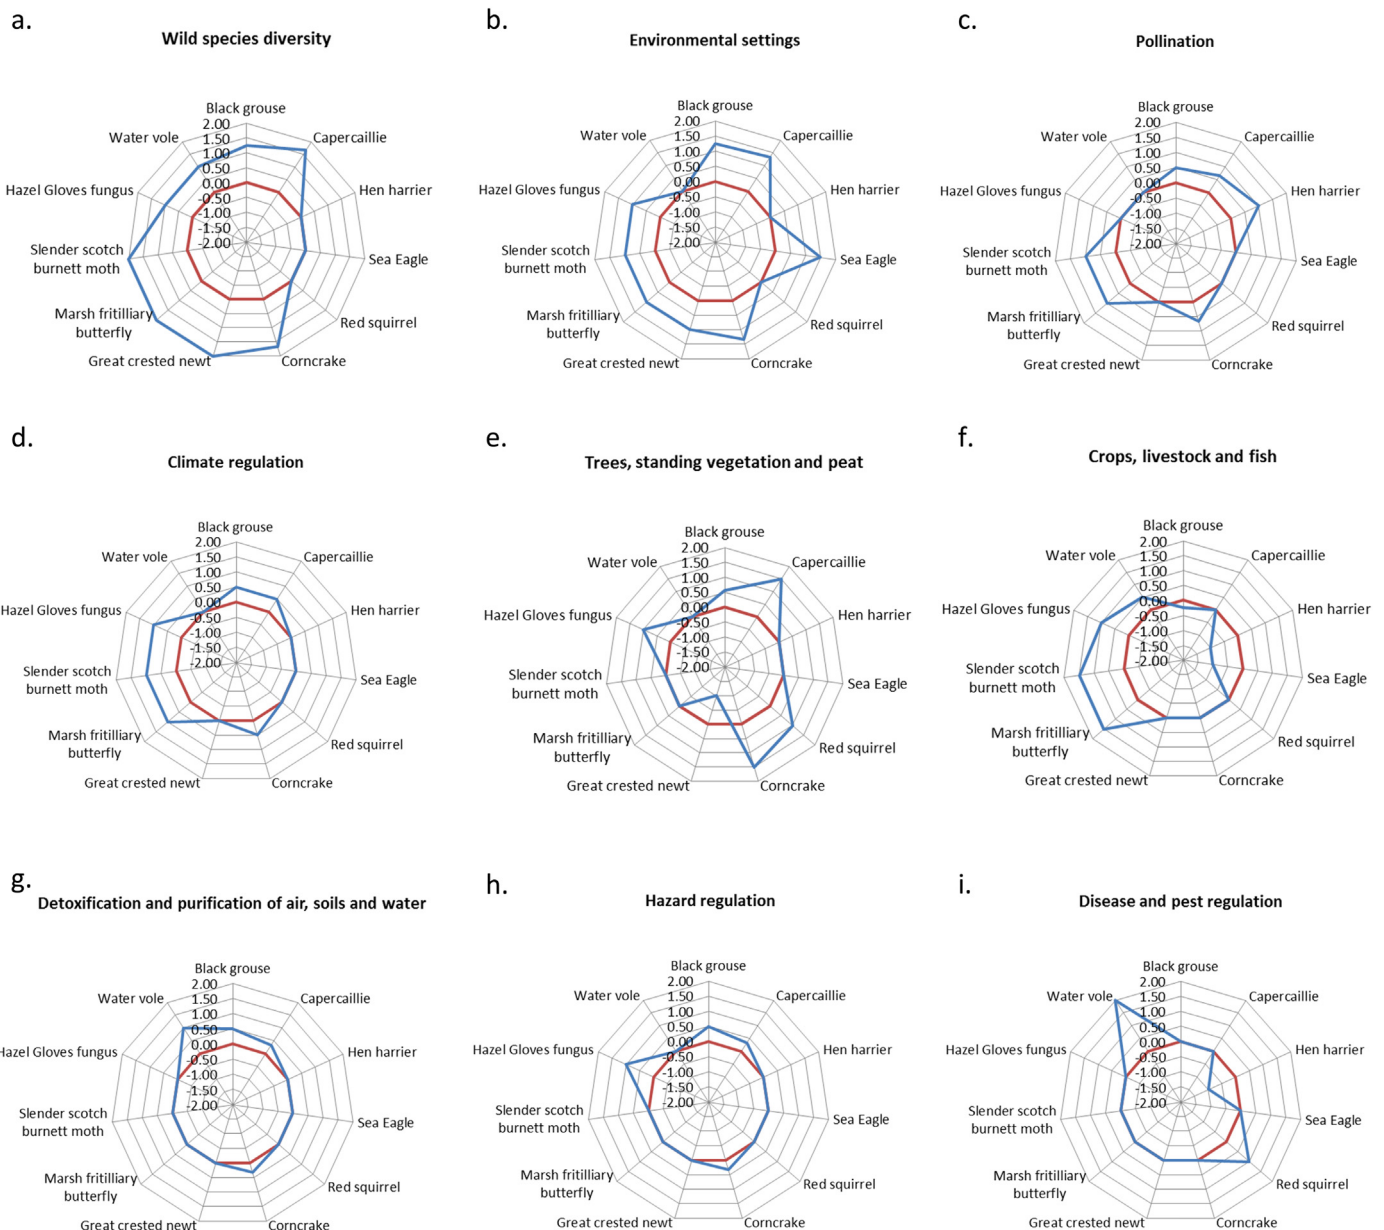 a.
Wild species diversity
Black grouse
2.00
Water vole
Capercaillie
1.50
1.00
0.50
Hazel Gloves fungus
0.00
Hen harrier
-0.50
-1.00
-1.50
Slender scotch
burnett moth
-2.00
Sea Eagle
Marsh fritilliary
butterfly
Red squirrel
Great crested newt
Corncrake
b.
Environmental settings
Black grouse
2.00
Water vole
Capercaillie
1.50
1.00
0.50
Hazel Gloves fungus
0.00
Hen harrier
-0.50
-1.00
-1.50
Slender scotch
burnett moth
-2.00
Sea Eagle
Marsh fritilliary
butterfly
Red squirrel
Great crested newt
Corncrake
c.
Pollination
Black grouse
2.00
Water vole
Capercaillie
1.50
1.00
0.50
Hazel Gloves fungus
0.00
Hen harrier
-0.50
-1.00
-1.50
Slender scotch
burnett moth
-2.00
Sea Eagle
Marsh fritilliary
butterfly
Red squirrel
Great crested newt
Corncrake
d.
Climate regulation
Black grouse
2.00
Water vole
Capercaillie
1.50
1.00
0.50
Hazel Gloves fungus
0.00
Hen harrier
-0.50
-1.00
-1.50
Slender scotch
burnett moth
-2.00
Sea Eagle
Marsh fritilliary
butterfly
Red squirrel
Great crested newt
Corncrake
e.
Trees, standing vegetation and peat
Black grouse
2.00
Water vole
Capercaillie
1.50
1.00
0.50
Hazel Gloves fungus
0.00
Hen harrier
-0.50
-1.00
-1.50
Slender scotch
burnett moth
-2.00
Sea Eagle
Marsh fritilliary
butterfly
Red squirrel
Great crested newt
Corncrake
f.
Crops, livestock and fish
Black grouse
2.00
Water vole
Capercaillie
1.50
1.00
0.50
Hazel Gloves fungus
0.00
Hen harrier
-0.50
-1.00
-1.50
Slender scotch
burnett moth
-2.00
Sea Eagle
Marsh fritilliary
butterfly
Red squirrel
Great crested newt
Corncrake
g.
Detoxification and purification of air, soils and water
Black grouse
2.00
Water vole
Capercaillie
1.50
1.00
0.50
Hazel Gloves fungus
0.00
Hen harrier
-0.50
-1.00
-1.50
Slender scotch
burnett moth
-2.00
Sea Eagle
Marsh fritilliary
butterfly
Red squirrel
Great crested newt
Corncrake
h.
Hazard regulation
Black grouse
2.00
Water vole
Capercaillie
1.50
1.00
0.50
Hazel Gloves fungus
0.00
Hen harrier
-0.50
-1.00
-1.50
Slender scotch
burnett moth
-2.00
Sea Eagle
Marsh fritilliary
butterfly
Red squirrel
Great crested newt
Corncrake
i.
Disease and pest regulation
Black grouse
2.00
Water vole
Capercaillie
1.50
1.00
0.50
Hazel Gloves fungus
0.00
Hen harrier
-0.50
-1.00
-1.50
Slender scotch
burnett moth
-2.00
Sea Eagle
Marsh fritilliary
butterfly
Red squirrel
Great crested newt
Corncrake